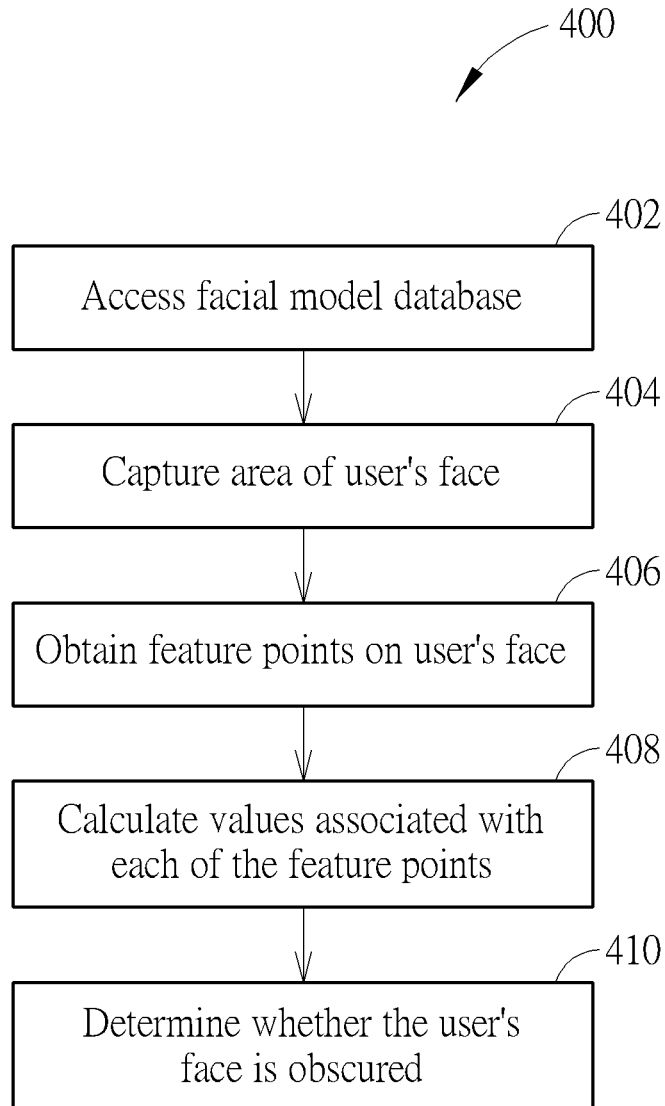 400
402
Access facial model database
404
Capture area of user's face
406
Obtain feature points on user's face
408
Calculate values associated with
each of the feature points
410
Determine whether the user's
face is obscured